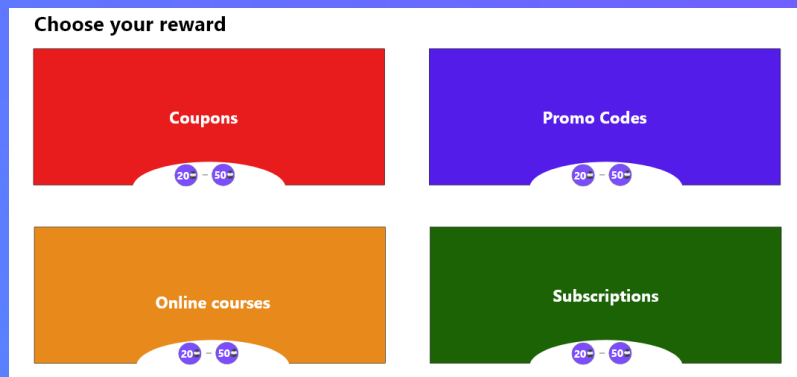 Choose your reward
Coupons
Promo Codes
20 – 50
20 – 50
Online courses
Subscriptions
20 – 50
20 – 50